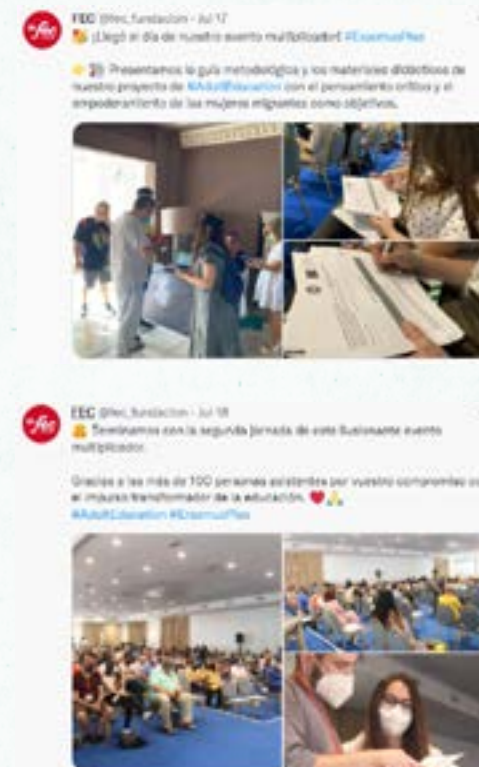 fec
FEC @fec_fundacion · Jul 17
¡Llegó el día de nuestro evento multiplicador! #ErasmusPlus
Presentamos la guía metodológica y los materiales didácticos de
nuestro proyecto de #AdultEducation con el pensamiento crítico y el
empoderamiento de las mujeres migrantes como objetivos.
fec
FEC @fec_fundacion · Jul 18
Terminamos con la segunda jornada de este ilusionante evento
multiplicador.
Gracias a las más de 100 personas asistentes por vuestro compromiso co
el impulso transformador de la educación.
#AdultEducation #ErasmusPlus